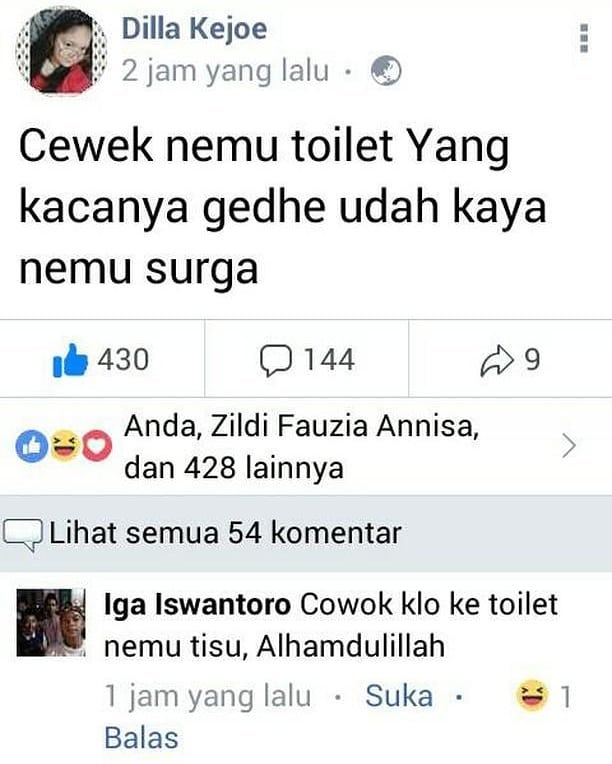 Dilla Kejoe
2 jam yang lalu ·
Cewek nemu toilet Yang
kacanya gedhe udah kaya
nemu surga
430 144 9
Anda, Zildi Fauzia Annisa,
dan 428 lainnya
Lihat semua 54 komentar
Iga Iswantoro Cowok klo ke toilet
nemu tisu, Alhamdulillah
1 jam yang lalu · Suka · 1
Balas